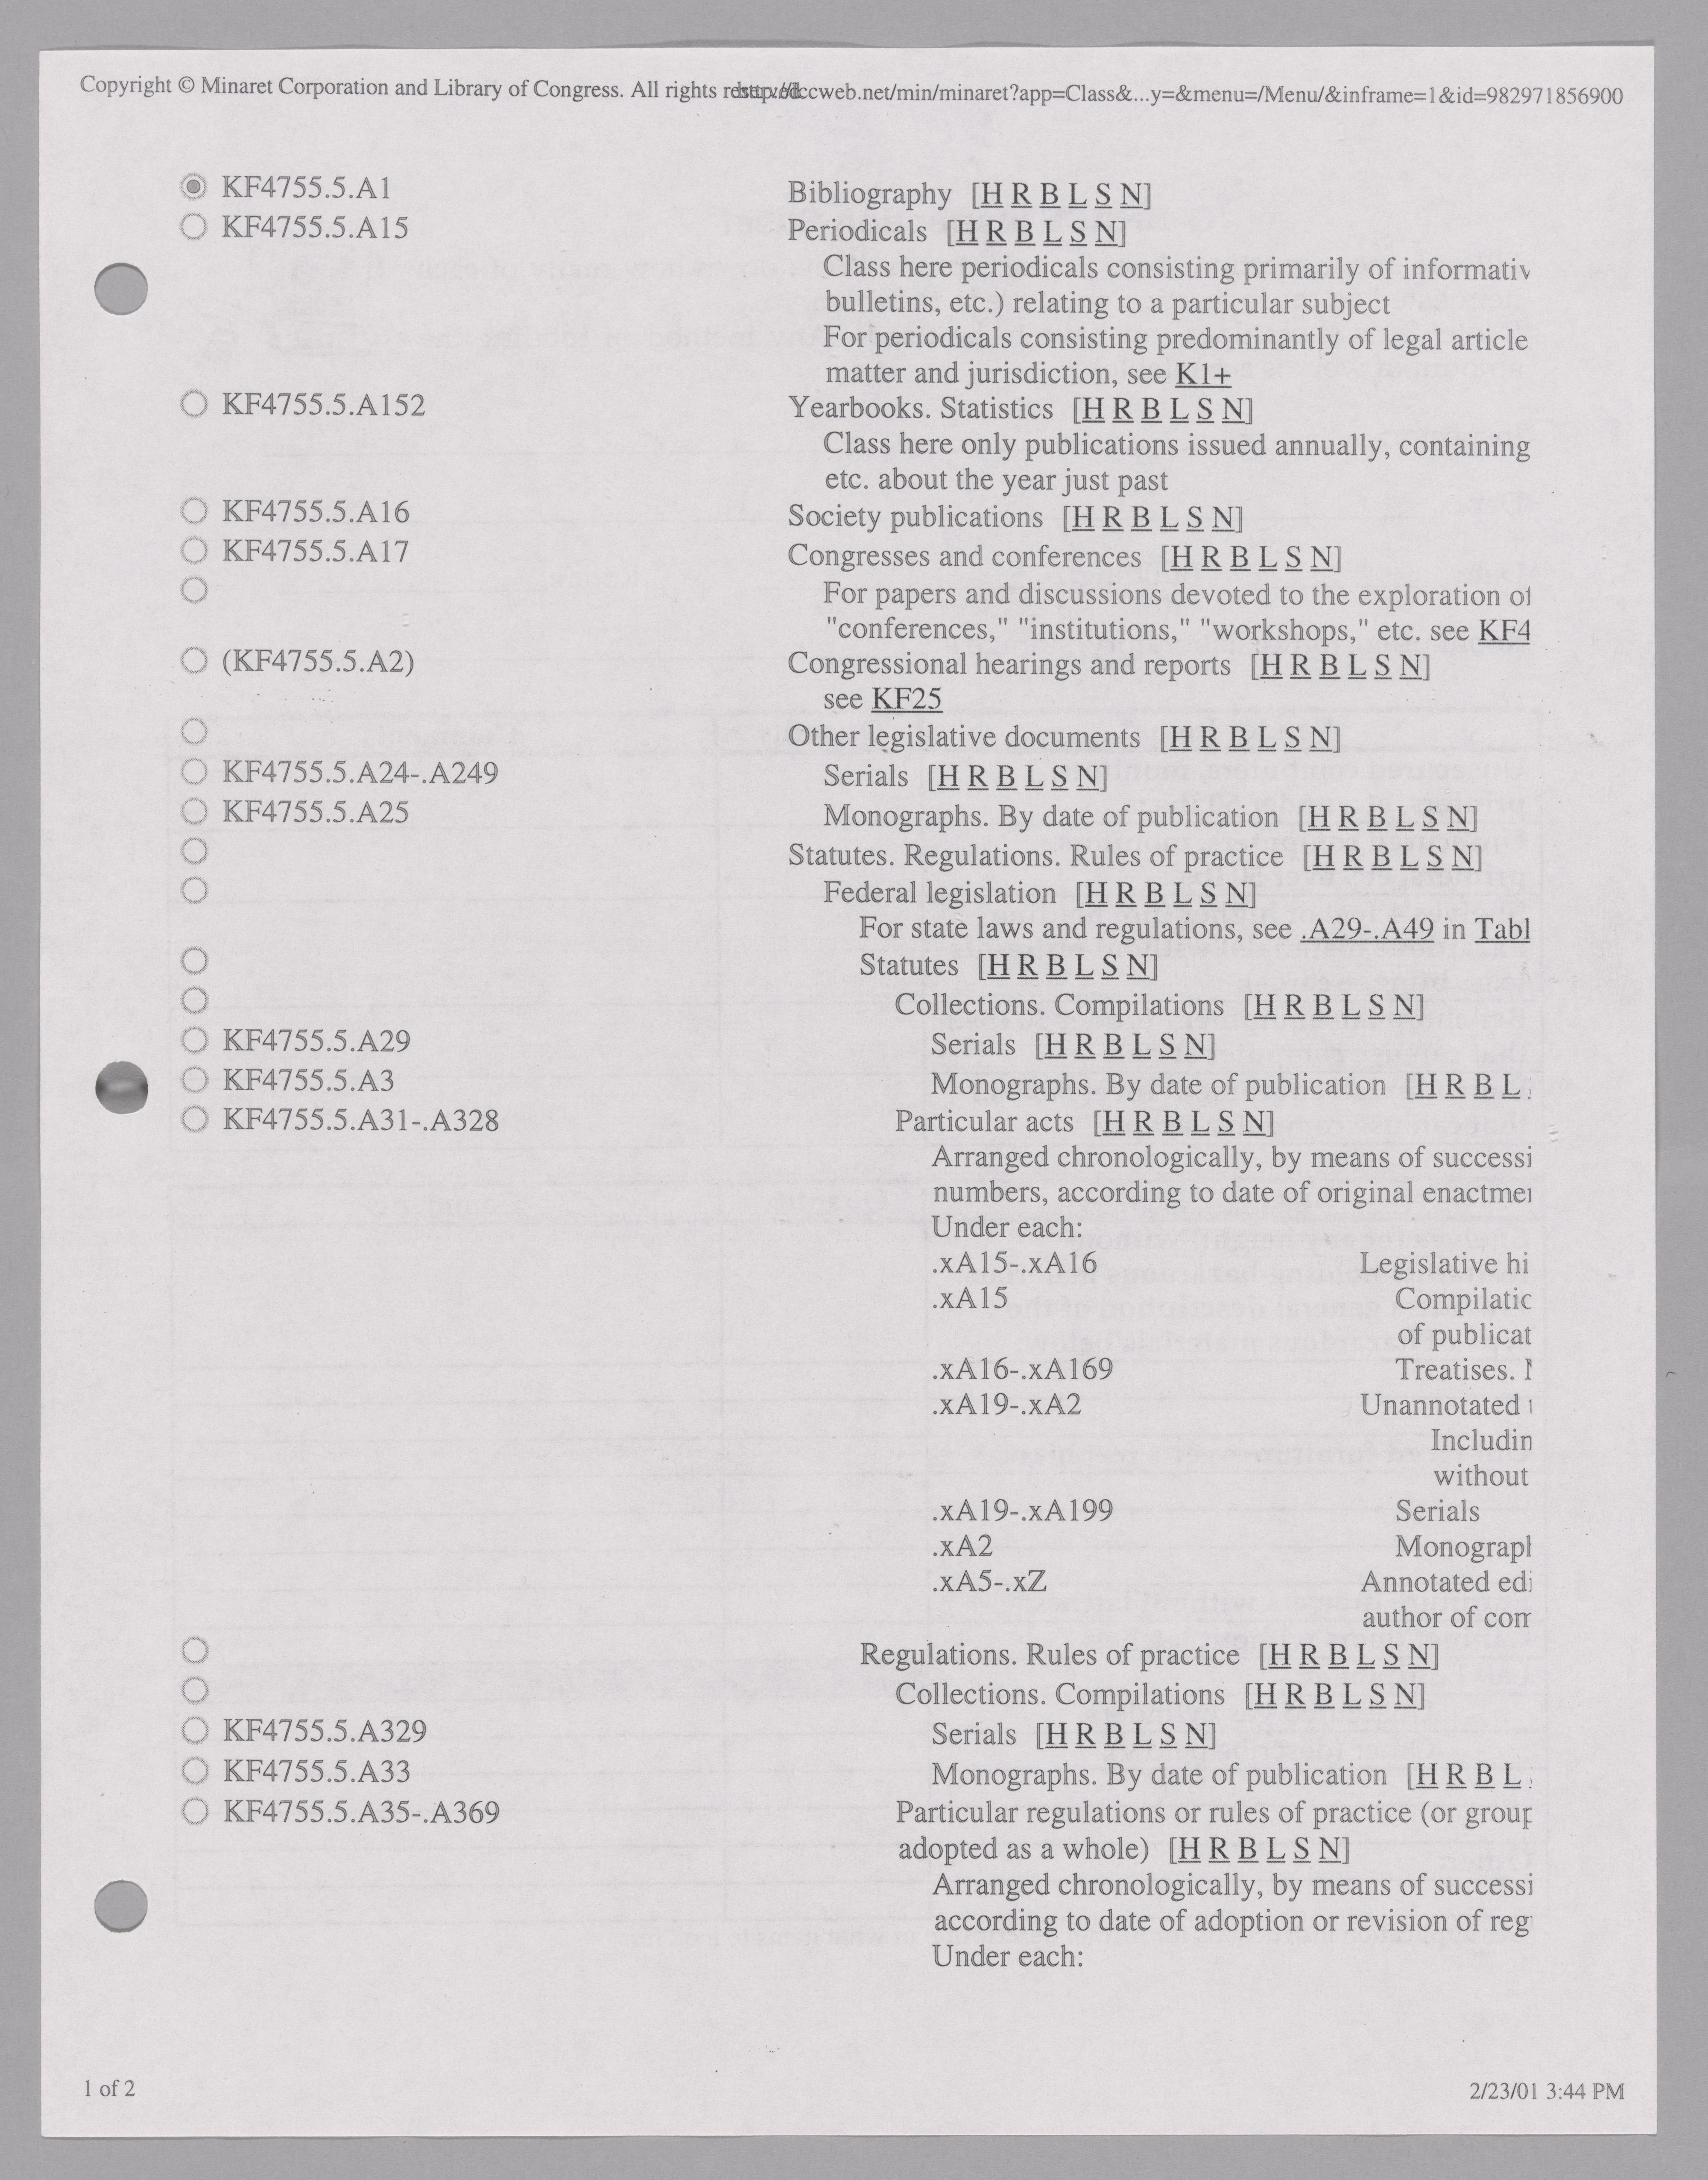 Copyright © Minaret Corporation and Library of Congress. All rights reserved. http://dccweb.net/min/minaret?app=Class&...y=&menu=/Menu/&inframe=1&id=982971856900
KF4755.5.A1 Bibliography [H R B L S N]
KF4755.5.A15 Periodicals [H R B L S N]
Class here periodicals consisting primarily of informativ
bulletins, etc.) relating to a particular subject
For periodicals consisting predominantly of legal article
matter and jurisdiction, see K1+
KF4755.5.A152 Yearbooks. Statistics [H R B L S N]
Class here only publications issued annually, containing
etc. about the year just past
KF4755.5.A16 Society publications [H R B L S N]
KF4755.5.A17 Congresses and conferences [H R B L S N]
For papers and discussions devoted to the exploration of
"conferences," "institutions," "workshops," etc. see KF4
(KF4755.5.A2) Congressional hearings and reports [H R B L S N]
see KF25
Other legislative documents [H R B L S N]
KF4755.5.A24-.A249 Serials [H R B L S N]
KF4755.5.A25 Monographs. By date of publication [H R B L S N]
Statutes. Regulations. Rules of practice [H R B L S N]
Federal legislation [H R B L S N]
For state laws and regulations, see .A29-.A49 in Tabl
Statutes [H R B L S N]
Collections. Compilations [H R B L S N]
KF4755.5.A29 Serials [H R B L S N]
KF4755.5.A3 Monographs. By date of publication [H R B L
KF4755.5.A31-.A328 Particular acts [H R B L S N]
Arranged chronologically, by means of successi
numbers, according to date of original enactme
Under each:
.xA15-.xA16 Legislative hi
.xA15 Compilatic
of publicat
.xA16-.xA169 Treatises.
.xA19-.xA2 Unannotated
Includin
without
.xA19-.xA199 Serials
.xA2 Monograpl
.xA5-.xZ Annotated edi
author of com
Regulations. Rules of practice [H R B L S N]
Collections. Compilations [H R B L S N]
KF4755.5.A329 Serials [H R B L S N]
KF4755.5.A33 Monographs. By date of publication [H R B L
KF4755.5.A35-.A369 Particular regulations or rules of practice (or group
adopted as a whole) [H R B L S N]
Arranged chronologically, by means of successi
according to date of adoption or revision of reg
Under each:
1 of 2 2/23/01 3:44 PM